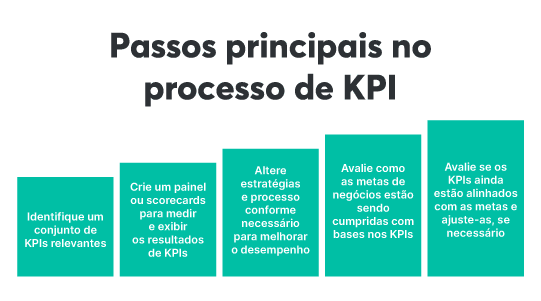 Passos principais no
processo de KPI
Identifique um
conjunto de
KPIs relevantes
Crie um painel
ou scorecards
para medir
e exibir
os resultados
de KPIs
Altere
estratégias
e processo
conforme
necessário
para melhorar
o desempenho
Avalie como
as metas de
negócios estão
sendo
cumpridas com
bases nos KPIs
Avalie se os
KPIs ainda
estão alinhados
com as metas e
ajuste-as, se
necessário